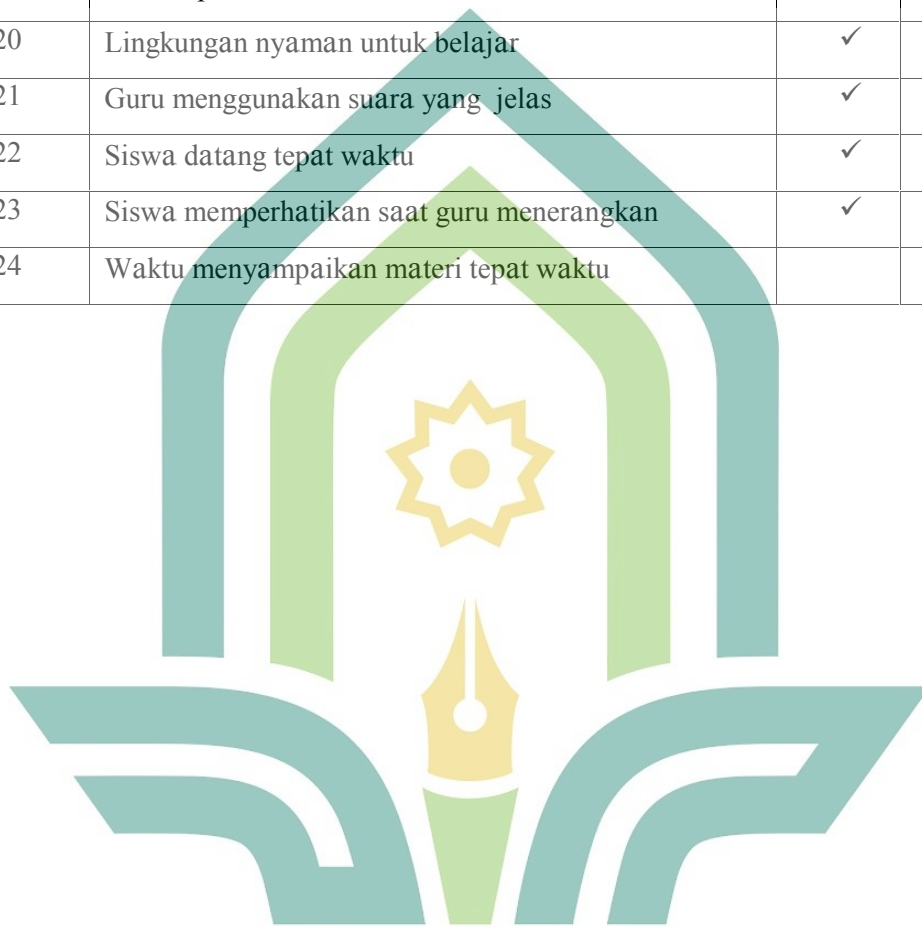 20 Lingkungan nyaman untuk belajar ✓
21 Guru menggunakan suara yang jelas ✓
22 Siswa datang tepat waktu ✓
23 Siswa memperhatikan saat guru menerangkan ✓
24 Waktu menyampaikan materi tepat waktu